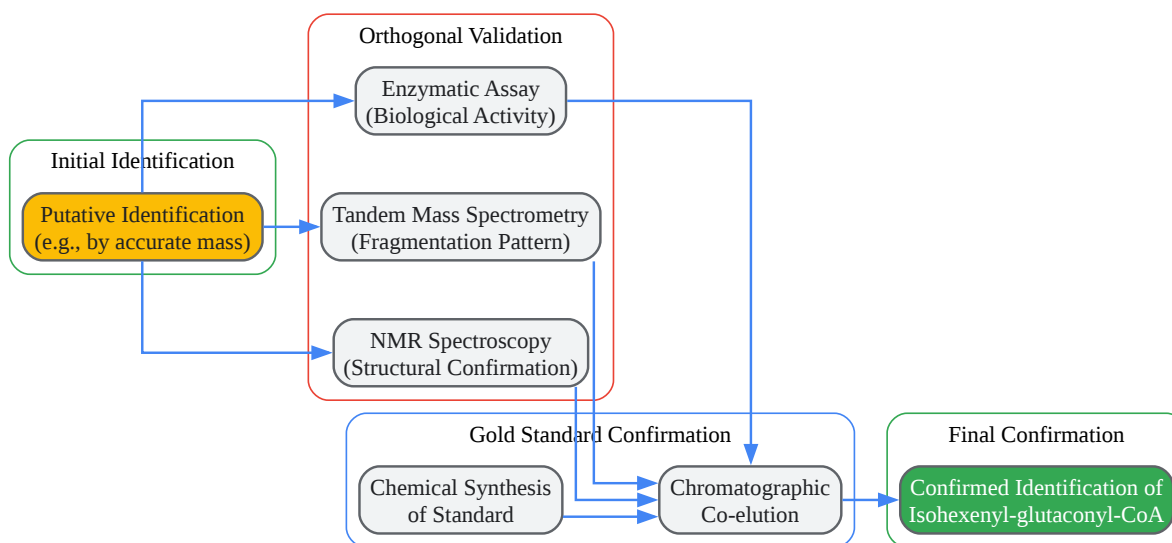 Orthogonal Validation
Enzymatic Assay
(Biological Activity)
Initial Identification
Putative Identification
(e.g., by accurate mass)
Tandem Mass Spectrometry
(Fragmentation Pattern)
NMR Spectroscopy
(Structural Confirmation)
Gold Standard Confirmation
Chemical Synthesis
of Standard
Chromatographic
Co-elution
Final Confirmation
Confirmed Identification of
Isohexenyl-glutaconyl-CoA